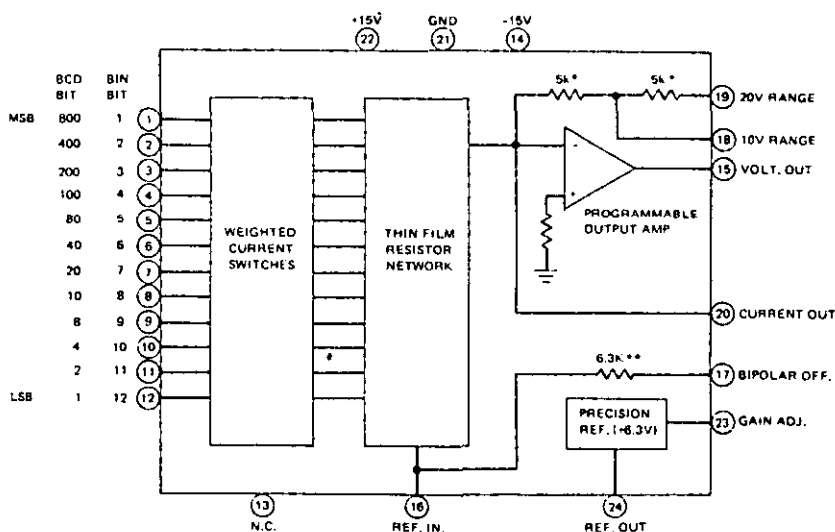 +15V GND -15V
22 21 14
BCD BIT BIN BIT
5k* 5k*
19 20V RANGE
MSB 800 1 1
18 10V RANGE
400 2 2
15 VOLT. OUT
200 3 3
100 4 4
80 5 5
PROGRAMMABLE
OUTPUT AMP
- +
WEIGHTED
CURRENT
SWITCHES
THIN FILM
RESISTOR
NETWORK
40 6 6
20 7 7
10 8 8
8 9 9
20 CURRENT OUT
4 10 10
#
6.3K**
17 BIPOLAR OFF.
2 11 11
LSB 1 12 12
PRECISION
REF. (+6.3V)
23 GAIN ADJ.
13 16 24
N.C. REF. IN. REF. OUT